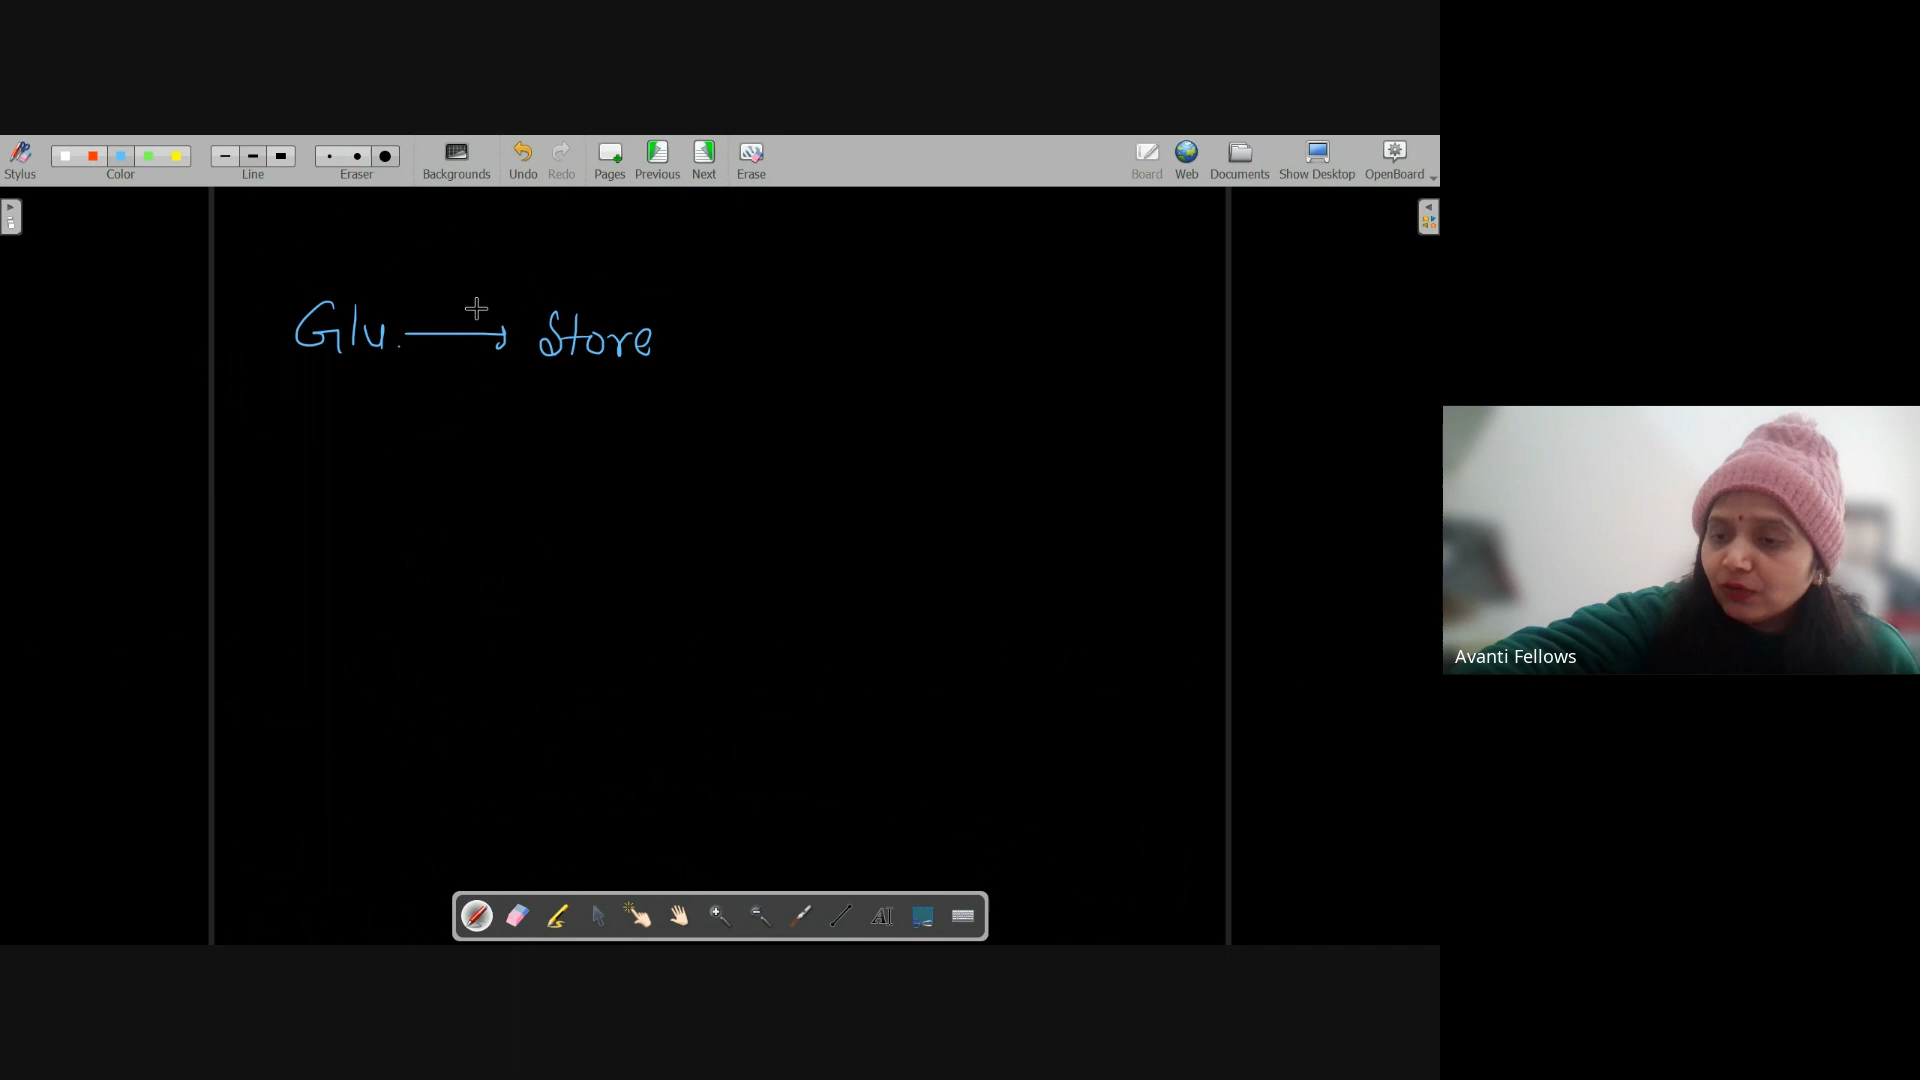 Stylus Color Line Eraser Backgrounds Undo Redo Pages Previous Next Erase Board Web Documents Show Desktop OpenBoard
Glu. → Store
Avanti Fellows